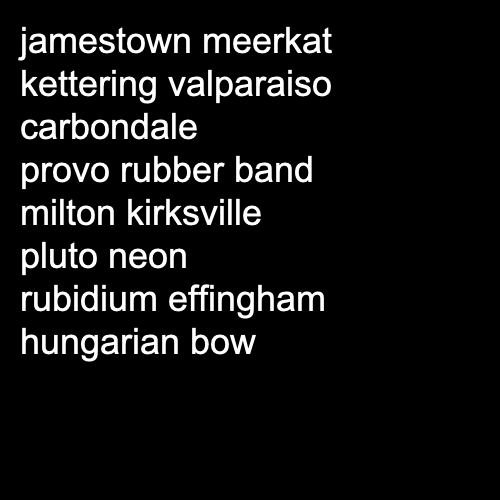 jamestown meerkat
kettering valparaiso
carbondale
provo rubber band
milton kirksville
pluto neon
rubidium effingham
hungarian bow